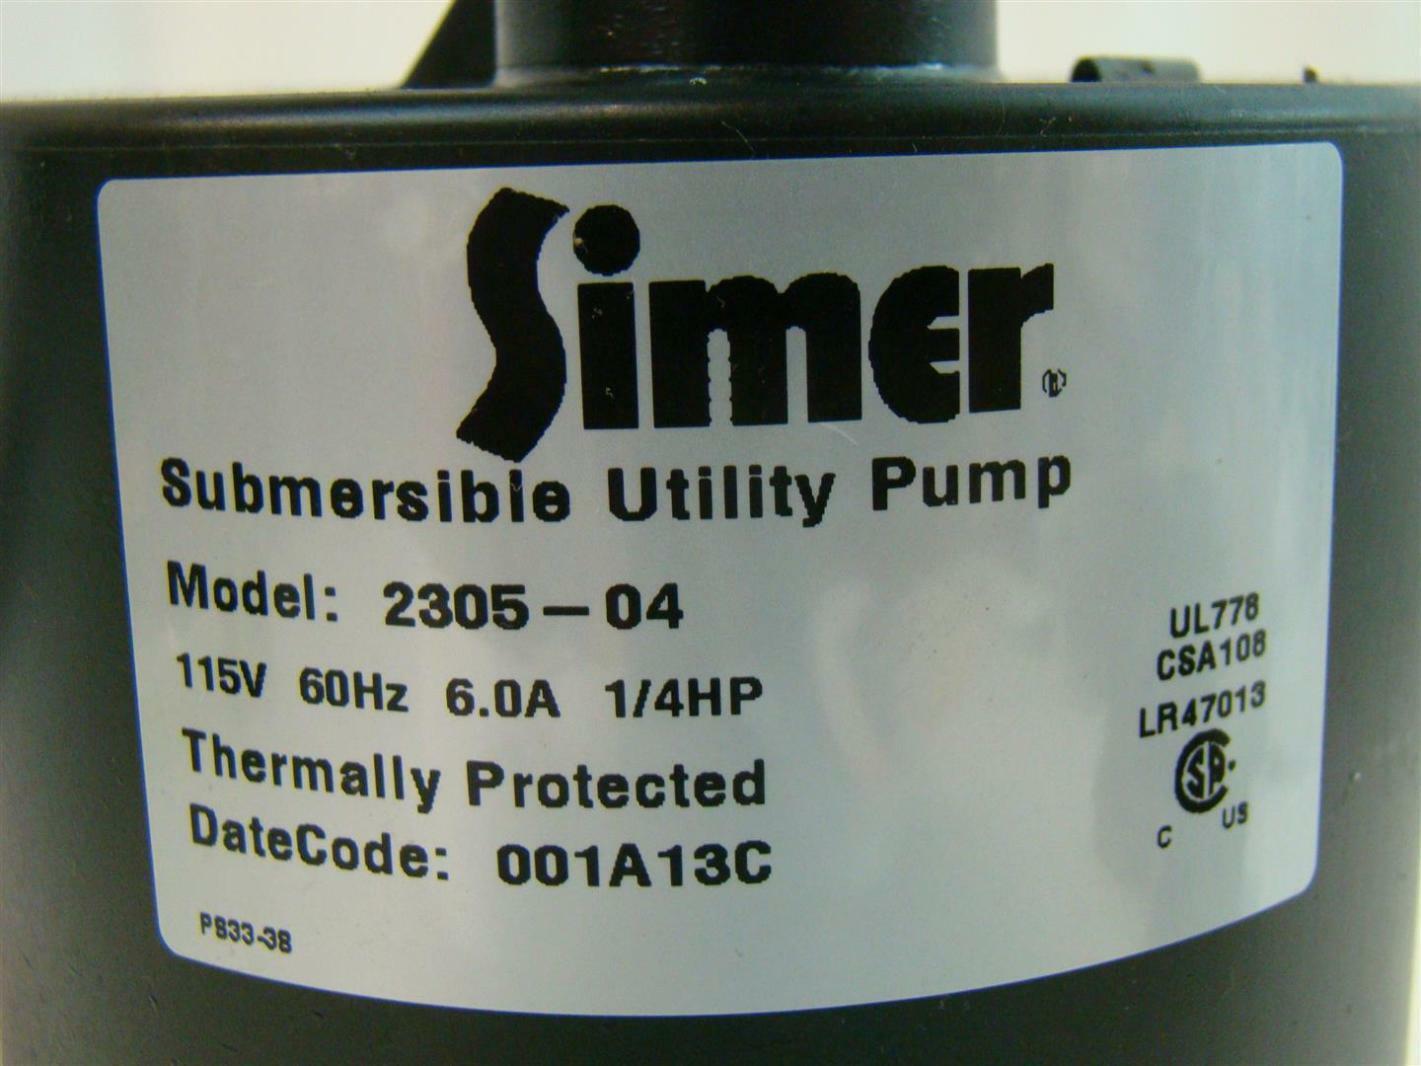 Simer®
Submersible Utility Pump
Model: 2305-04
115V 60Hz 6.0A 1/4HP
Thermally Protected
DateCode: 001A13C
PS33-38
UL778
CSA108
LR47013
SA
C US